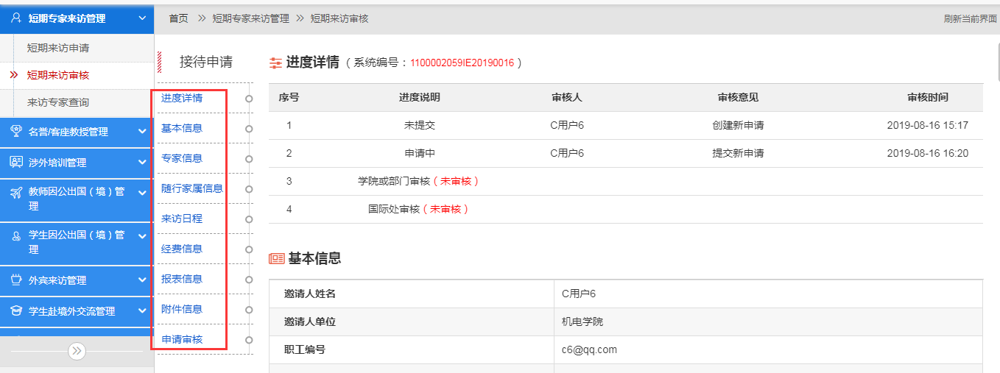 短期专家来访管理
短期来访申请
短期来访审核
来访专家查询
名誉/客座教授管理
涉外培训管理
教师因公出国（境）管
理
学生因公出国（境）管
理
外宾来访管理
学生赴境外交流管理
首页 短期专家来访管理 短期来访审核
刷新当前界面
接待申请
进度详情
基本信息
专家信息
随行家属信息
来访日程
经费信息
报表信息
附件信息
申请审核
进度详情（系统编号：1100002059IE20190016）
序号 进度说明 审核人 审核意见 审核时间
1 未提交 C用户6 创建新申请 2019-08-16 15:17
2 申请中 C用户6 提交新申请 2019-08-16 16:20
3 学院或部门审核（未审核）
4 国际处审核（未审核）
基本信息
邀请人姓名 C用户6
邀请人单位 机电学院
职工编号 c6@qq.com